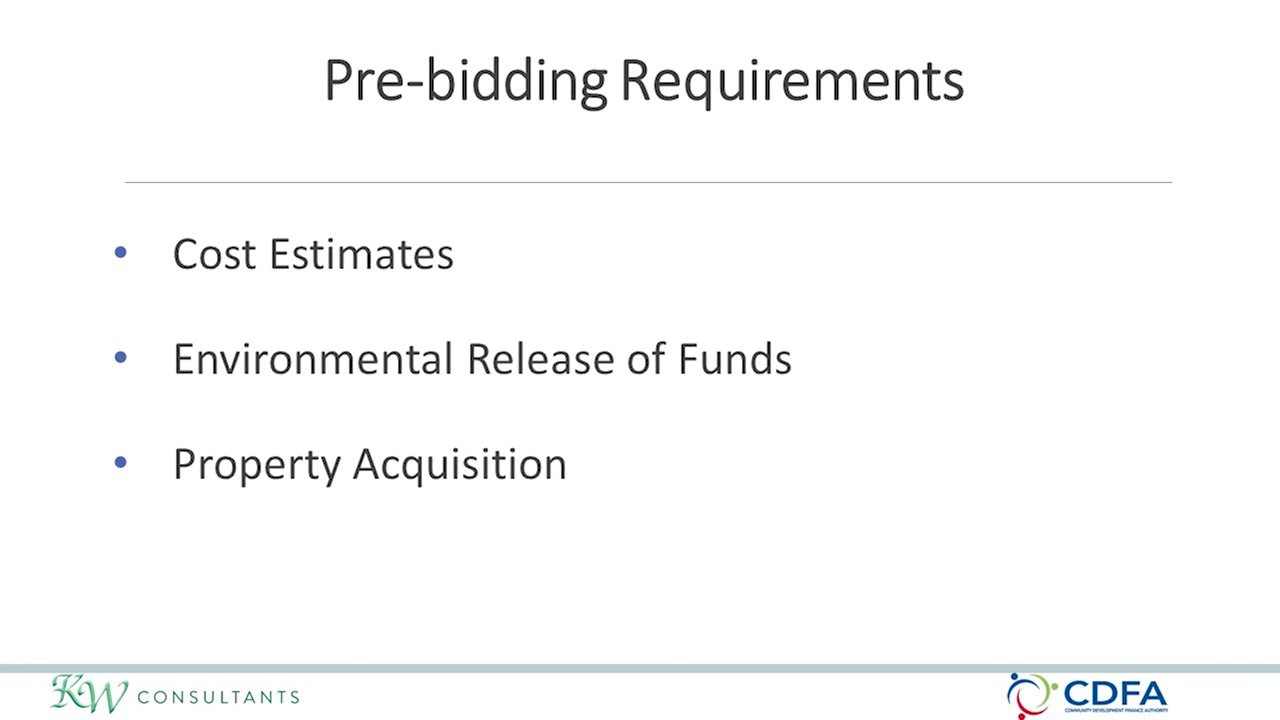 Pre-bidding Requirements
• Cost Estimates
• Environmental Release of Funds
• Property Acquisition
KW CONSULTANTS
CDFA
COMMUNITY DEVELOPMENT FINANCE AUTHORITY